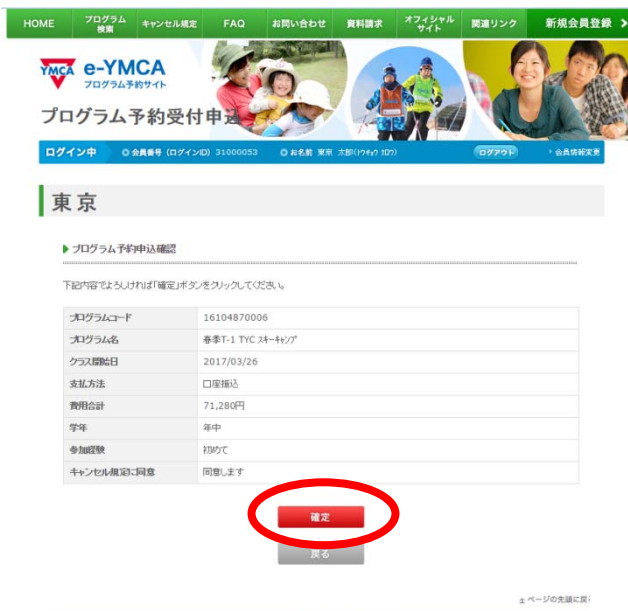 HOME プログラム検索 キャンセル規定 FAQ お問い合わせ 資料請求 オフィシャルサイト 関連リンク 新規会員登録
YMCA e-YMCA
プログラム予約サイト
プログラム予約受付申込
ログイン中 会員番号 (ログインID) 31000053 お名前 東京 太郎(トウキョウ タロウ) ログアウト 会員情報変更
東京
プログラム予約申込確認
下記内容でよろしければ「確定」ボタンをクリックしてください。
プログラムコード 16104870006
プログラム名 春季T-1 TYC スキーキャンプ
クラス開始日 2017/03/26
支払方法 口座振込
費用合計 71,280円
学年 年中
参加経験 初めて
キャンセル規定に同意 同意します
確定
戻る
ページの先頭に戻